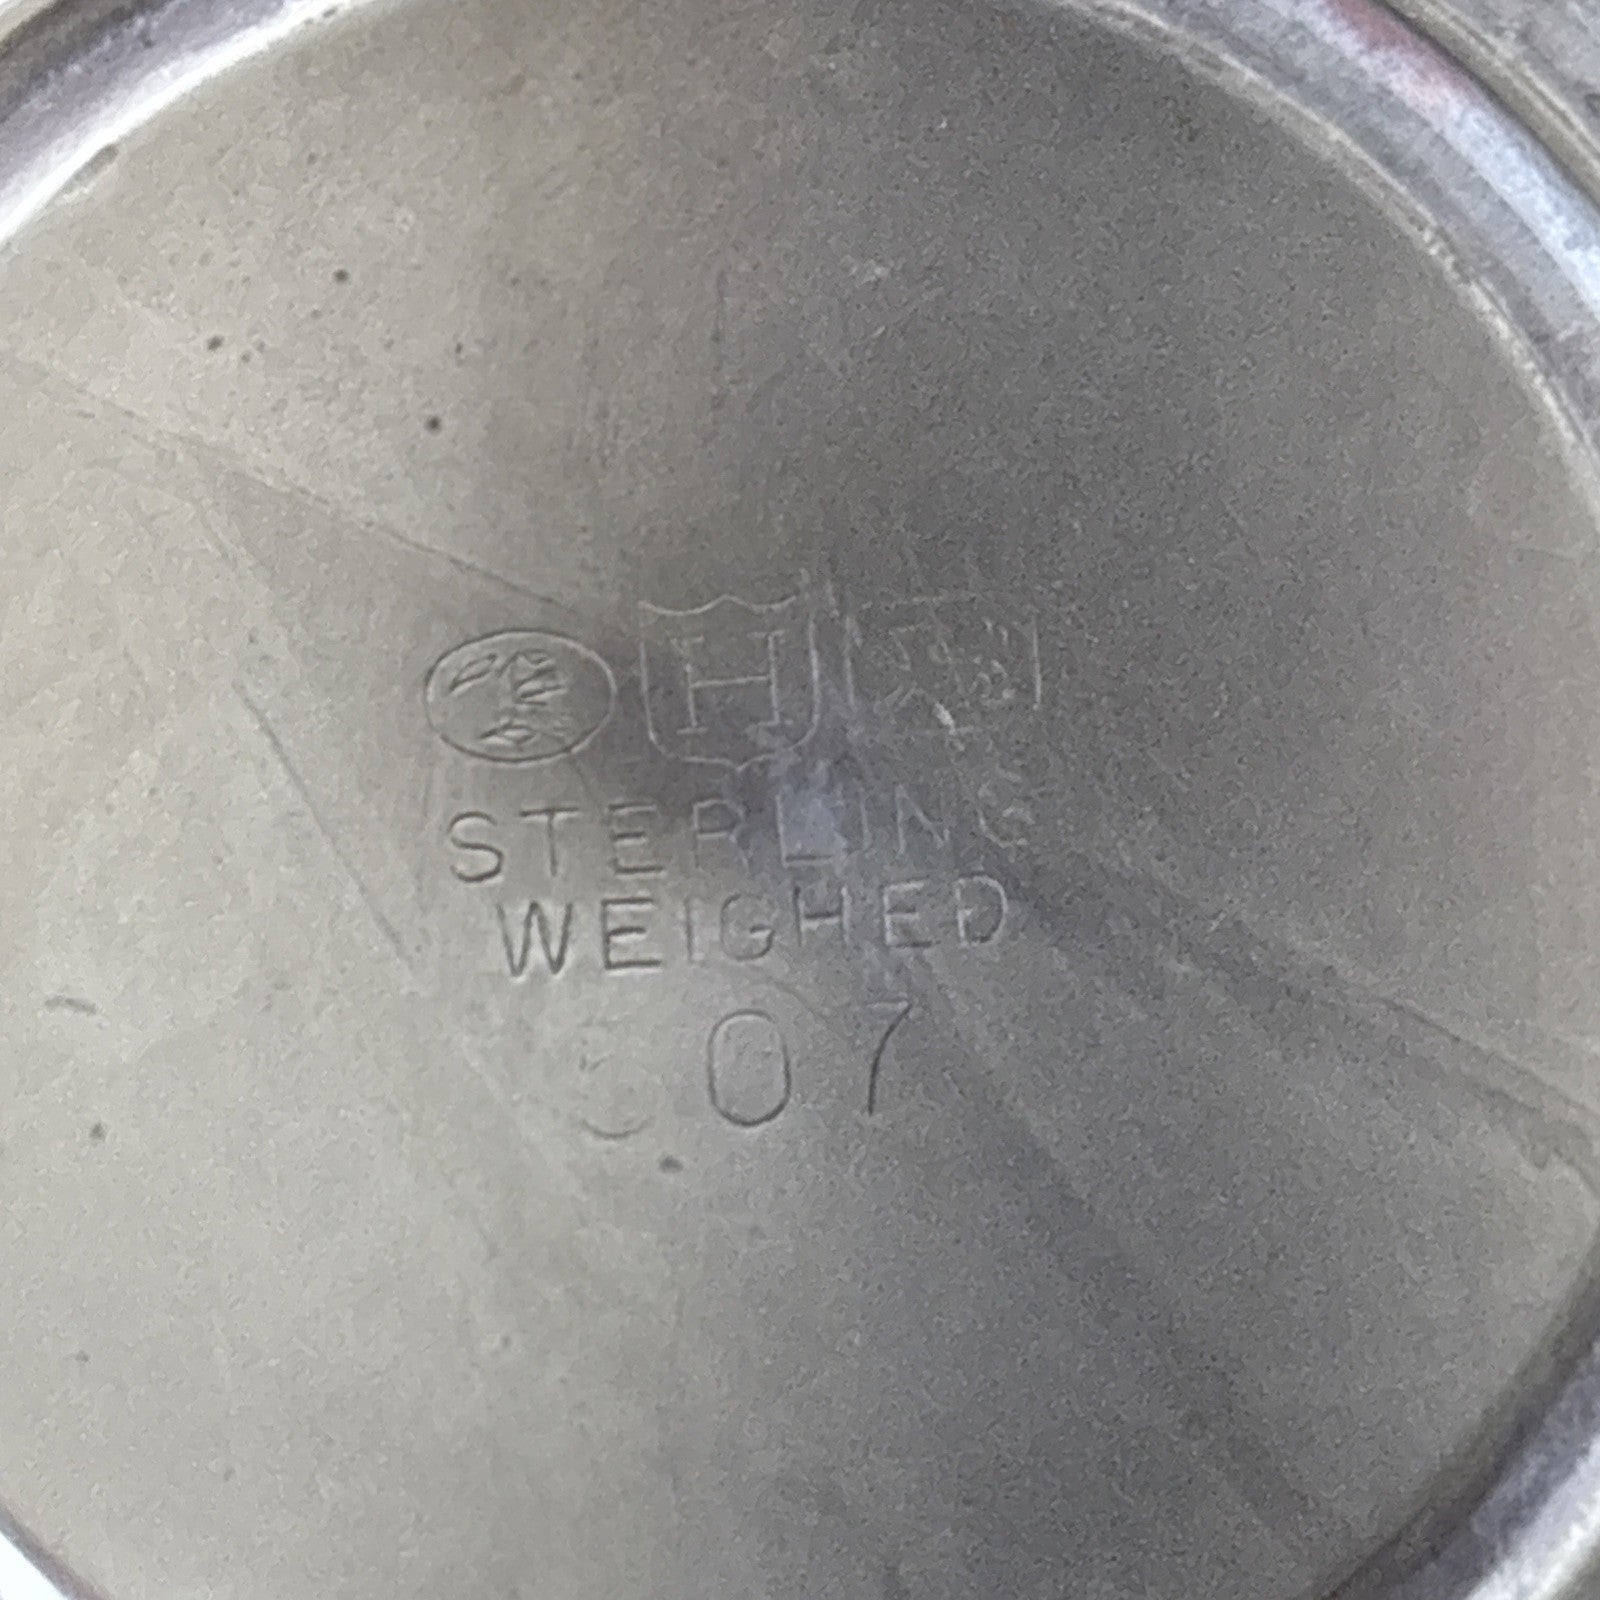 H
STERLING
WEIGHED
07